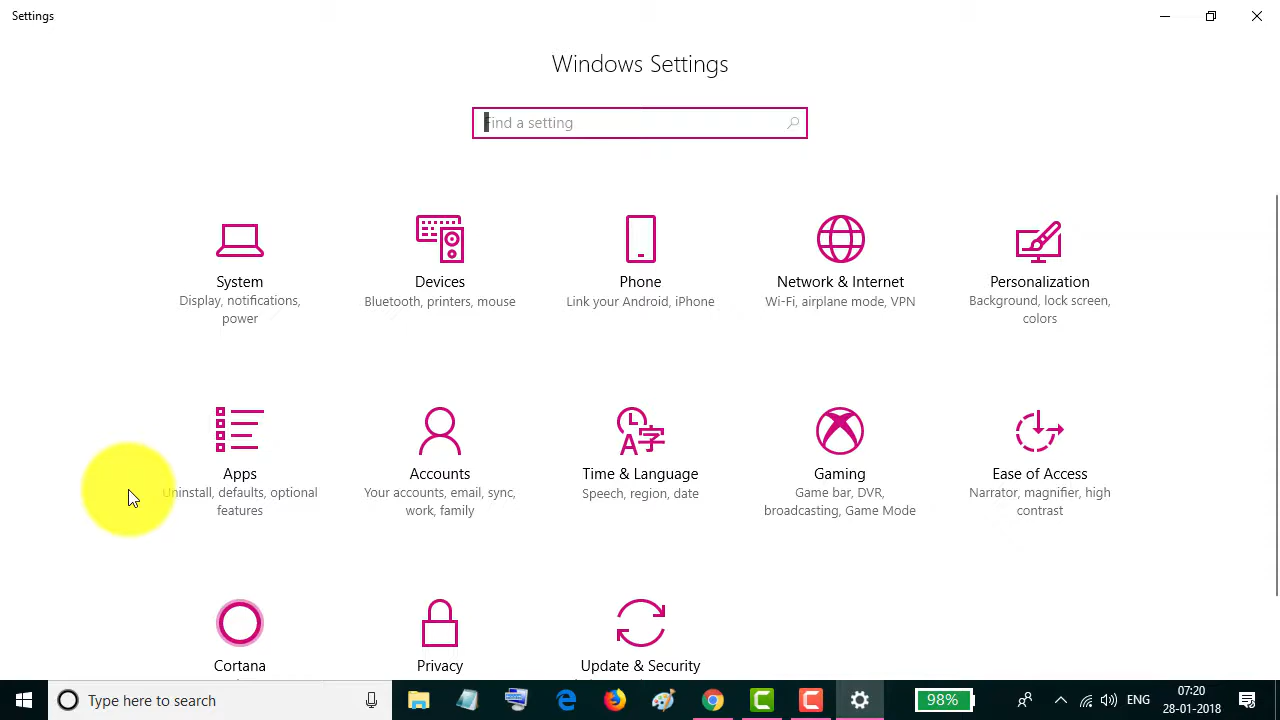 Settings
Windows Settings
Find a setting
System
Display, notifications,
power
Devices
Bluetooth, printers, mouse
Phone
Link your Android, iPhone
Network & Internet
Wi-Fi, airplane mode, VPN
Personalization
Background, lock screen,
colors
Apps
Uninstall, defaults, optional
features
Accounts
Your accounts, email, sync,
work, family
Time & Language
Speech, region, date
Gaming
Game bar, DVR,
broadcasting, Game Mode
Ease of Access
Narrator, magnifier, high
contrast
Cortana
Privacy
Update & Security
Type here to search
98%
ENG
07:20
28-01-2018